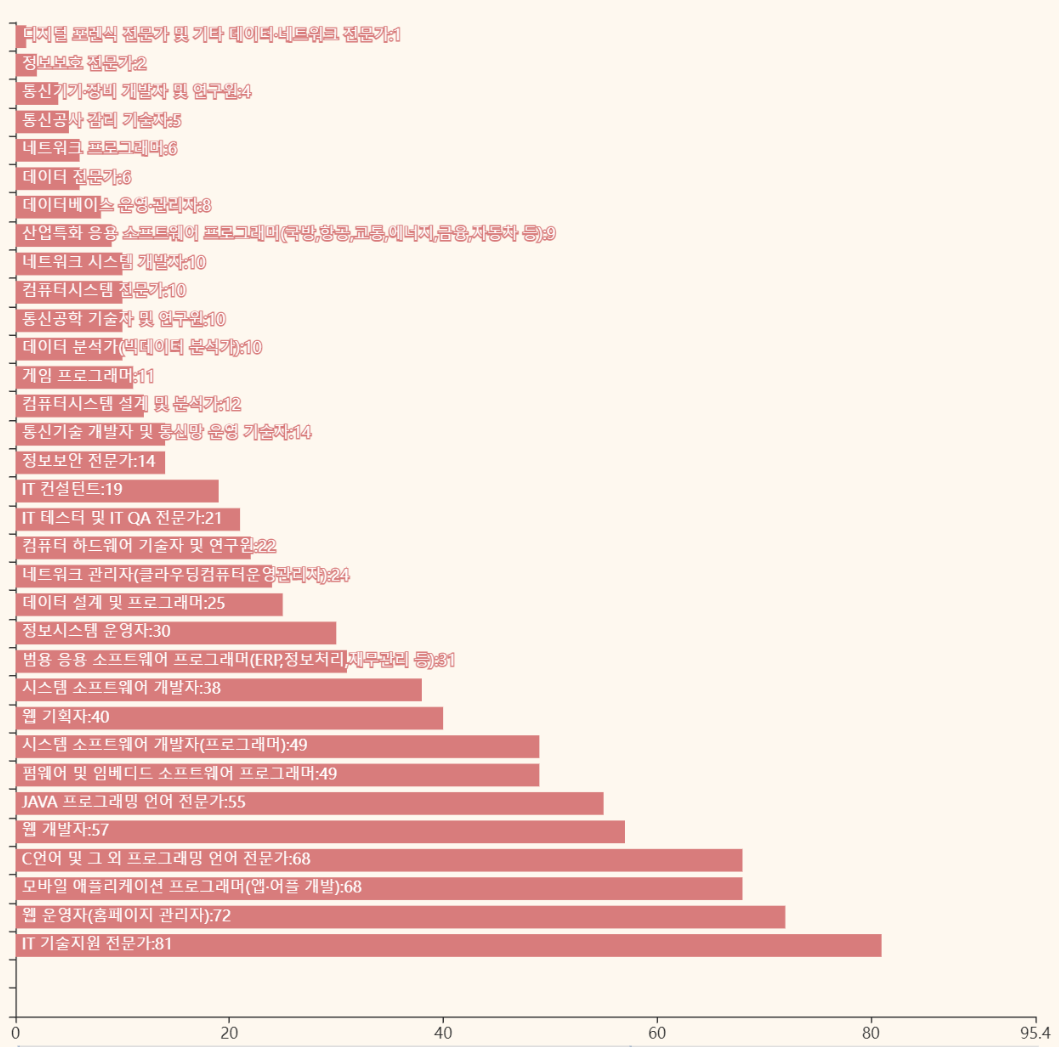 디지털 포렌식 전문가 및 기타 데이터·네트워크 전문가:1
정보보호 전문가:2
통신기기·장비 개발자 및 연구원:4
통신공사 감리 기술자:5
네트워크 프로그래머:6
데이터 전문가:6
데이터베이스 운영·관리자:8
산업특화 응용 소프트웨어 프로그래머(국방,항공,교통,에너지,금융,자동차 등):9
네트워크 시스템 개발자:10
컴퓨터시스템 전문가:10
통신공학 기술자 및 연구원:10
데이터 분석가(빅데이터 분석가):10
게임 프로그래머:11
컴퓨터시스템 설계 및 분석가:12
통신기술 개발자 및 통신망 운영 기술자:14
정보보안 전문가:14
IT 컨설턴트:19
IT 테스터 및 IT QA 전문가:21
컴퓨터 하드웨어 기술자 및 연구원:22
네트워크 관리자(클라우딩컴퓨터운영관리자):24
데이터 설계 및 프로그래머:25
정보시스템 운영자:30
범용 응용 소프트웨어 프로그래머(ERP,정보처리,재무관리 등):31
시스템 소프트웨어 개발자:38
웹 기획자:40
시스템 소프트웨어 개발자(프로그래머):49
펌웨어 및 임베디드 소프트웨어 프로그래머:49
JAVA 프로그래밍 언어 전문가:55
웹 개발자:57
C언어 및 그 외 프로그래밍 언어 전문가:68
모바일 애플리케이션 프로그래머(앱·어플 개발):68
웹 운영자(홈페이지 관리자):72
IT 기술지원 전문가:81
0 20 40 60 80 95.4